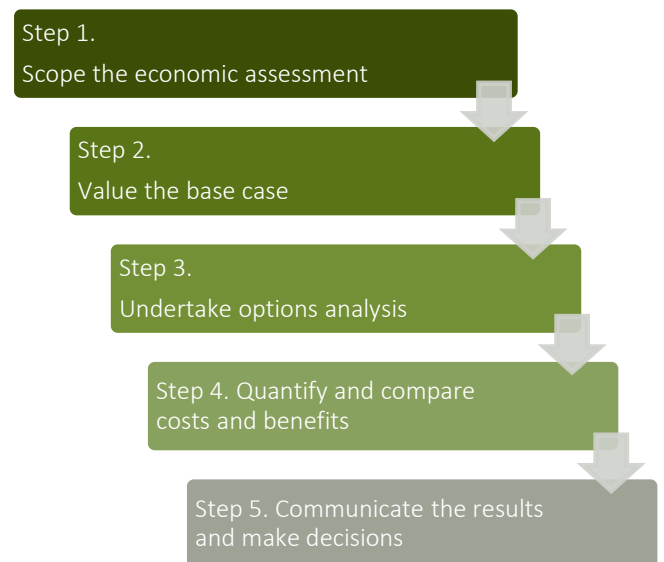 Step 1.
Scope the economic assessment
Step 2.
Value the base case
Step 3.
Undertake options analysis
Step 4. Quantify and compare
costs and benefits
Step 5. Communicate the results
and make decisions